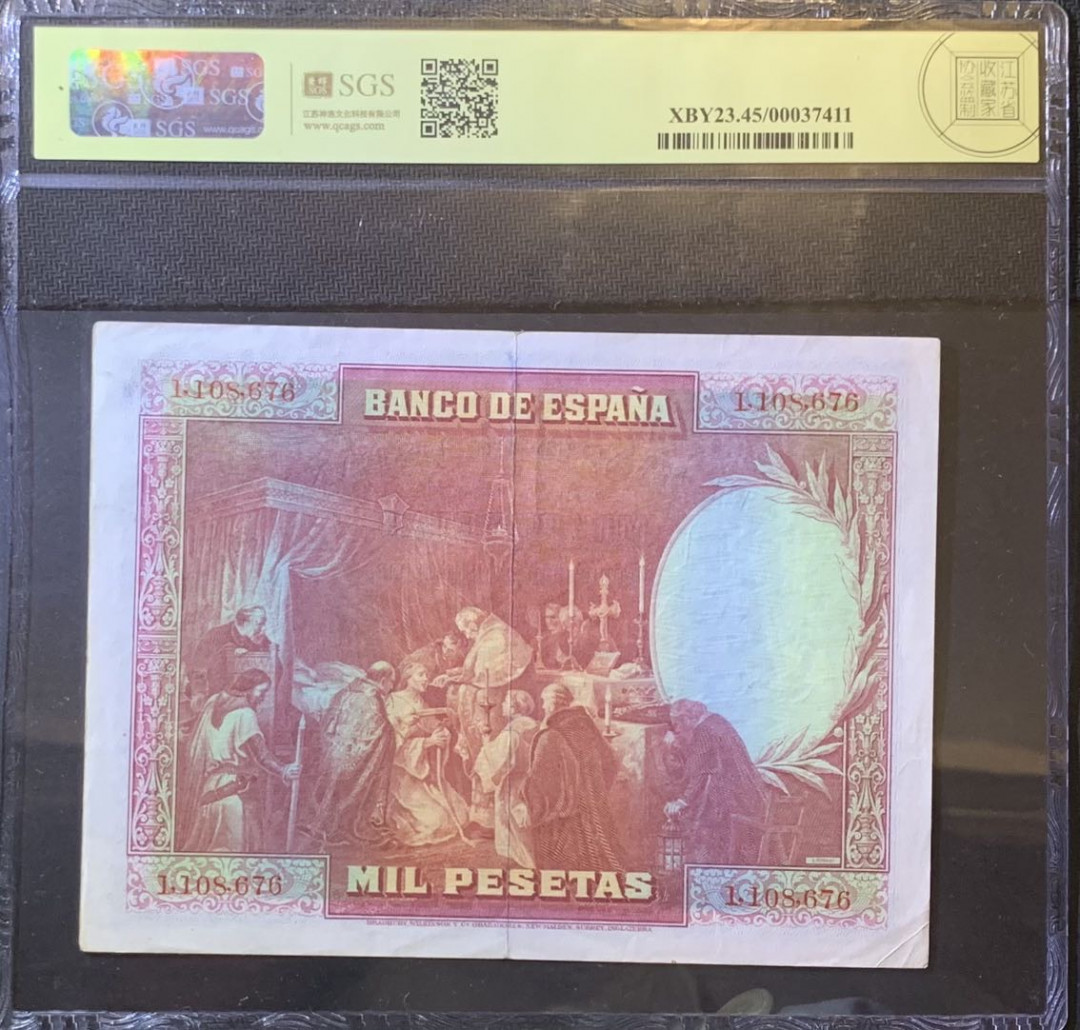 SGS
SGS
SGS
SGS
www.qcags.com
XBY23.45/00037411
江苏省
收藏家
协会制
1.108.676
BANCO DE ESPAÑA
1.108.676
1.108.676
MIL PESETAS
1.108.676